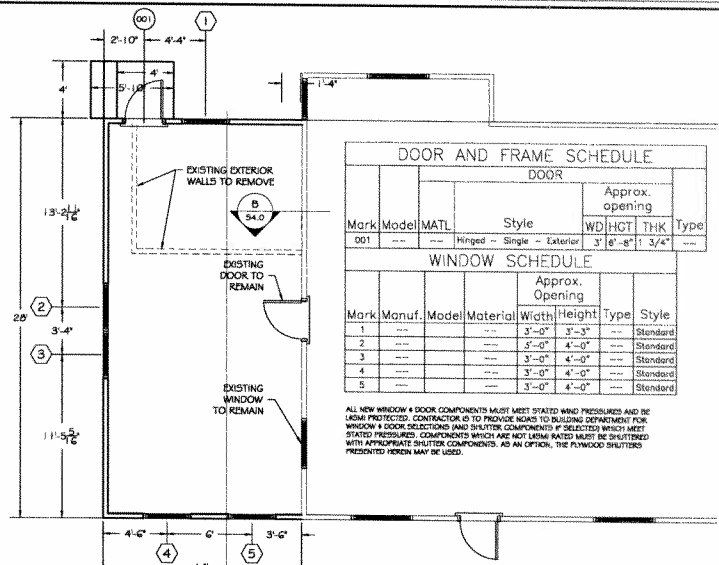 001
1
2'-10"
4'-4"
4'
5'-10"
4'
1'-4"
EXISTING EXTERIOR
WALLS TO REMOVE
B
S4.0
13'-2 11/16"
28'
2
3'-4"
3
11'-5 5/16"
EXISTING
DOOR TO
REMAIN
EXISTING
WINDOW
TO REMAIN
4'-6"
6'
3'-6"
4
5
DOOR AND FRAME SCHEDULE
DOOR
Approx.
opening
Mark Model MATL Style WD HGT THK Type
001 --- --- Hinged - Single - Exterior 3' 6'-8" 1 3/4" ---
WINDOW SCHEDULE
Approx.
Opening
Mark Manuf. Model Material Width Height Type Style
1 --- --- 3'-0" 3'-3" --- Standard
2 --- --- 3'-0" 4'-0" --- Standard
3 --- --- 3'-0" 4'-0" --- Standard
4 --- --- 3'-0" 4'-0" --- Standard
5 --- --- 3'-0" 4'-0" --- Standard
ALL NEW WINDOW & DOOR COMPONENTS MUST MEET STATED WIND PRESSURES AND BE
LRSMI PROTECTED. CONTRACTOR IS TO PROVIDE NOA'S TO BUILDING DEPARTMENT FOR
WINDOW & DOOR SELECTIONS (AND SHUTTER COMPONENTS IF SELECTED) WHICH MEET
STATED PRESSURES. COMPONENTS WHICH ARE NOT LRSMI RATED MUST BE SHUTTERED
WITH APPROPRIATE SHUTTER COMPONENTS. AS AN OPTION, THE PLYWOOD SHUTTERS
PRESENTED HEREIN MAY BE USED.